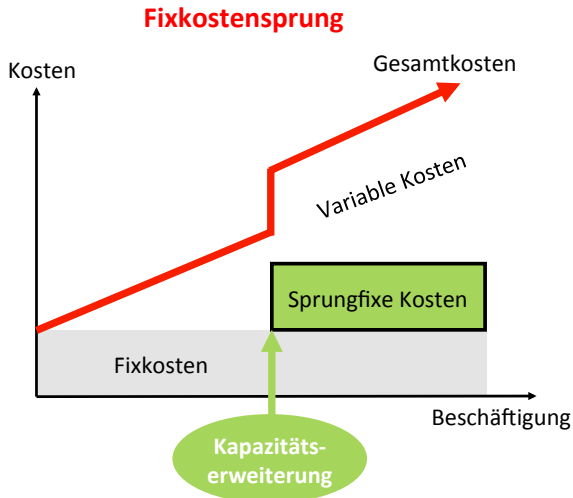 Fixkostensprung
Kosten
Gesamtkosten
Variable Kosten
Sprungfixe Kosten
Fixkosten
Beschäftigung
Kapazitäts-
erweiterung